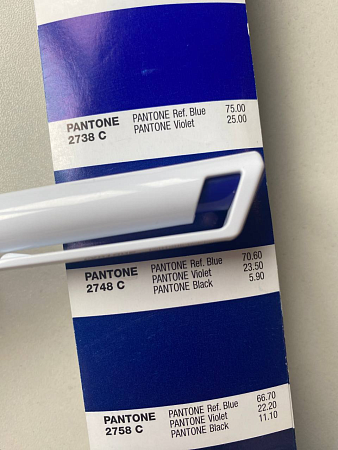 PANTONE 2738 C
PANTONE Ref. Blue 75.00
PANTONE Violet 25.00
PANTONE 2748 C
PANTONE Ref. Blue 70.60
PANTONE Violet 23.50
PANTONE Black 5.90
PANTONE 2758 C
PANTONE Ref. Blue 66.70
PANTONE Violet 22.20
PANTONE Black 11.10